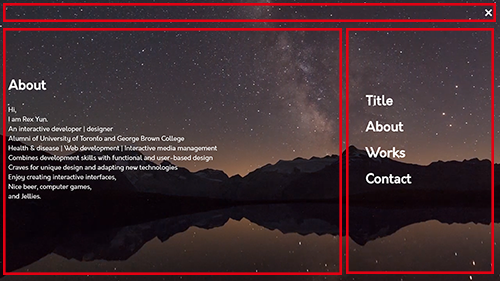 ×
About
Hi,
I am Rex Yun.
An interactive developer | designer
Alumni of University of Toronto and George Brown College
Health & disease | Web development | Interactive media management
Combines development skills with functional and user-based design
Craves for unique design and adapting new technologies
Enjoy creating interactive interfaces,
Nice beer, computer games,
and Jellies.
Title
About
Works
Contact